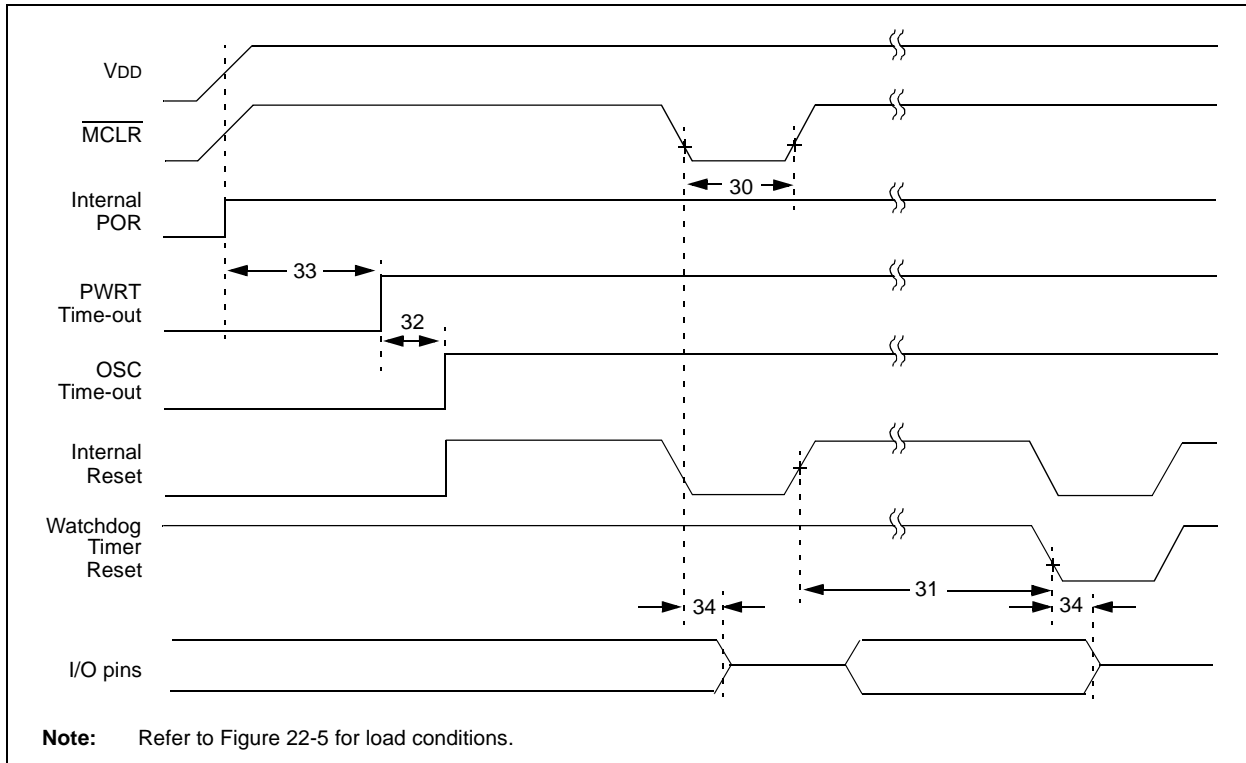 VDD
MCLR
30
Internal
POR
33
PWRT
Time-out
32
OSC
Time-out
Internal
Reset
Watchdog
Timer
Reset
31
34
34
I/O pins
Note: Refer to Figure 22-5 for load conditions.